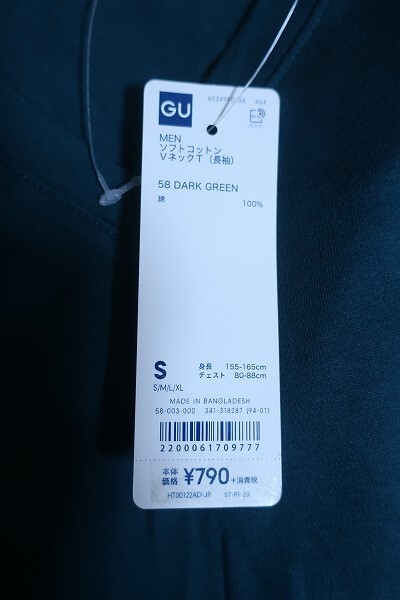 GU
MEN
ソフトコットン
VネックT（長袖）
58 DARK GREEN
綿 100%
S 身長 155-165cm
チェスト 80-88cm
S/M/L/XL
MADE IN BANGLADESH
58-003-000 341-318287 (94-01)
2200061709777
本体価格 ¥790 +消費税
HT00122AD-JP